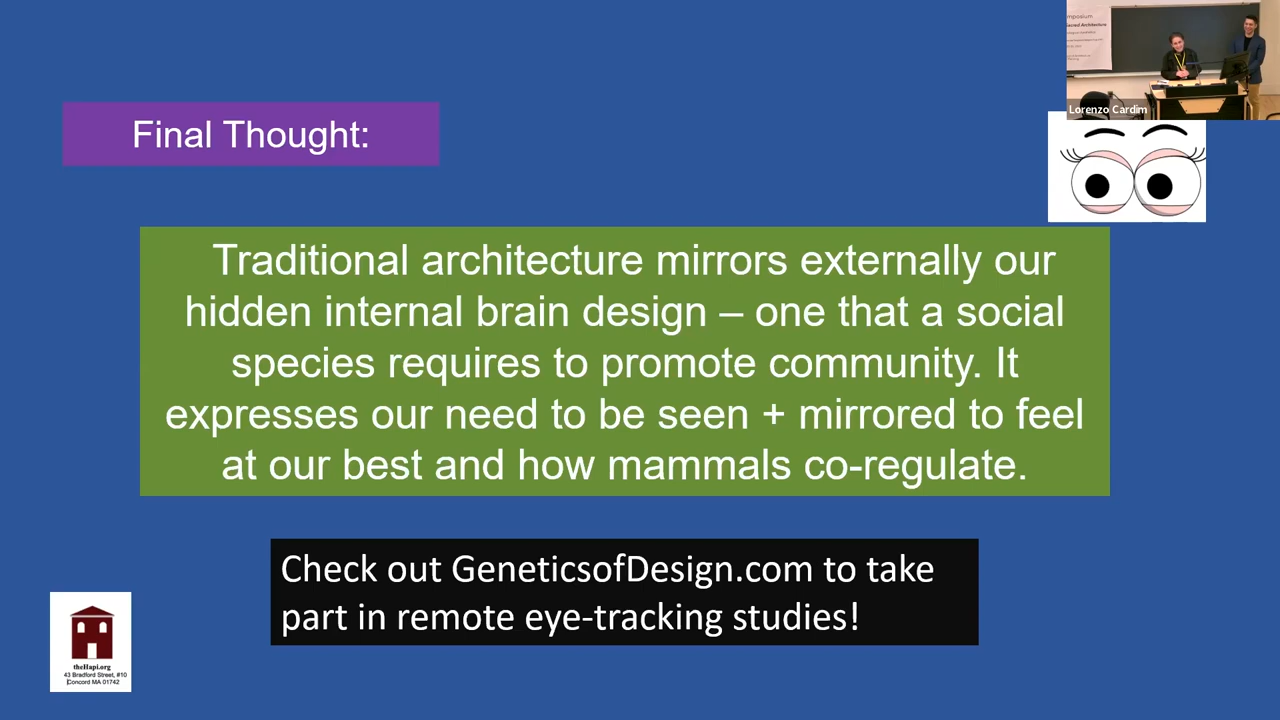 Final Thought:
Traditional architecture mirrors externally our
hidden internal brain design – one that a social
species requires to promote community. It
expresses our need to be seen + mirrored to feel
at our best and how mammals co-regulate.
Check out GeneticsofDesign.com to take
part in remote eye-tracking studies!
theHapi.org
43 Bradford Street, #10
Concord MA 01742
Sacred Architecture
Lorenzo Cardim